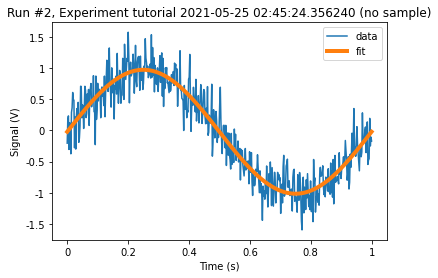 Run #2, Experiment tutorial 2021-05-25 02:45:24.356240 (no sample)
data
fit
Signal (V)
1.5
1
0.5
0
-0.5
-1
-1.5
0
0.2
0.4
0.6
0.8
1
Time (s)